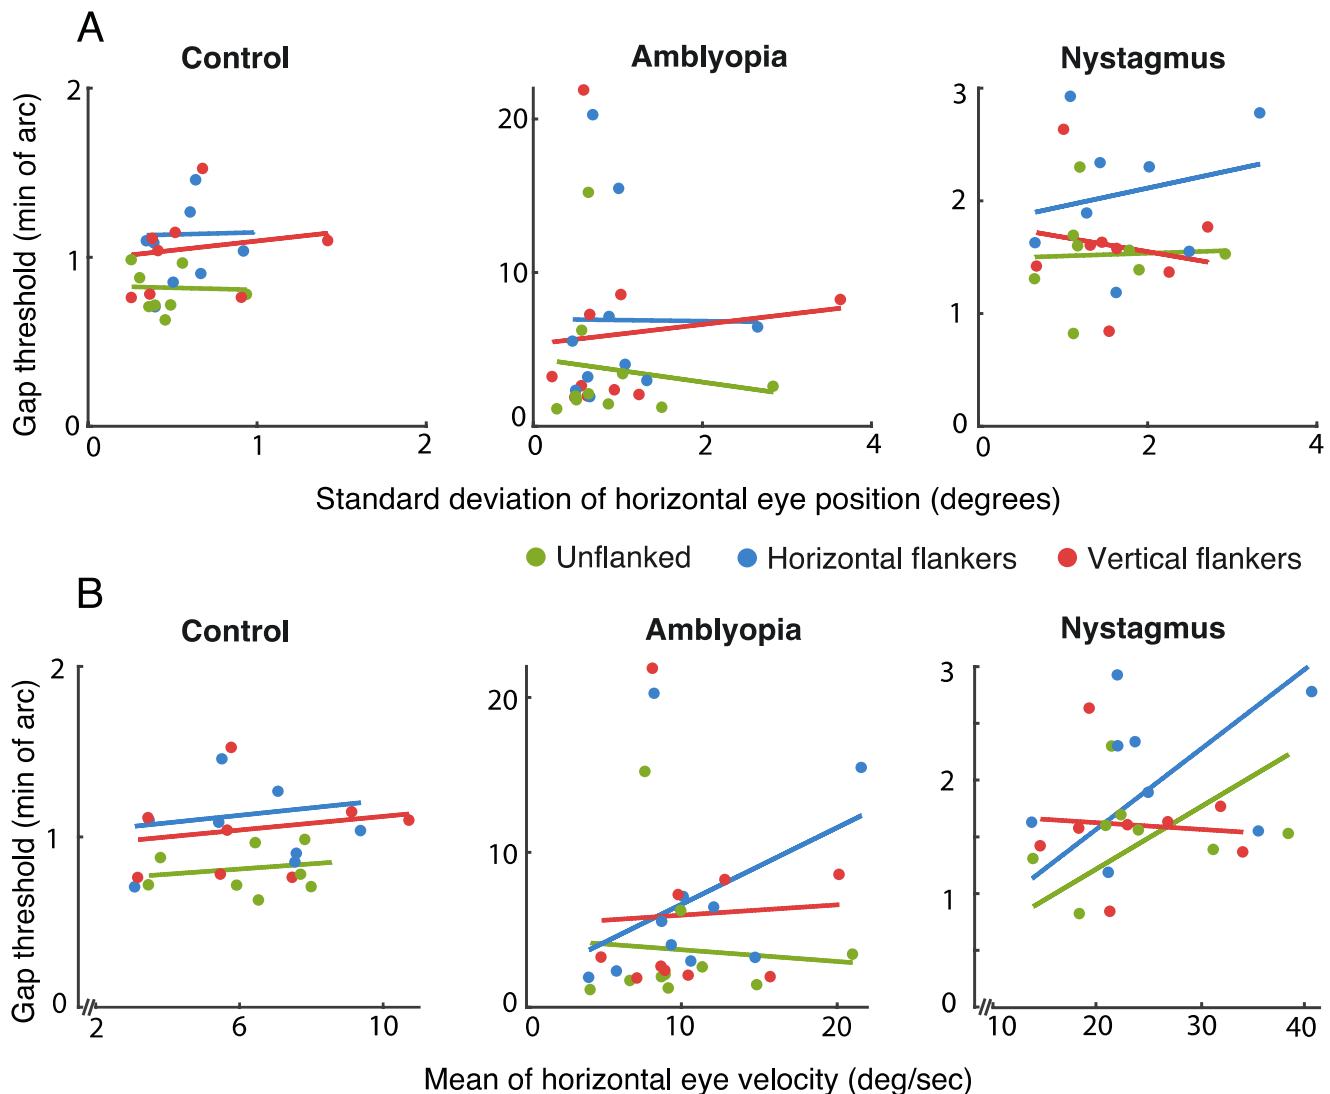 A
Control
Amblyopia
Nystagmus
Gap threshold (min of arc)
2
1
0
0
1
2
20
10
0
0
2
4
3
2
1
0
0
2
4
Standard deviation of horizontal eye position (degrees)
Unflanked
Horizontal flankers
Vertical flankers
B
Control
Amblyopia
Nystagmus
Gap threshold (min of arc)
2
1
0
2
6
10
20
10
0
0
10
20
3
2
1
0
10
20
30
40
Mean of horizontal eye velocity (deg/sec)